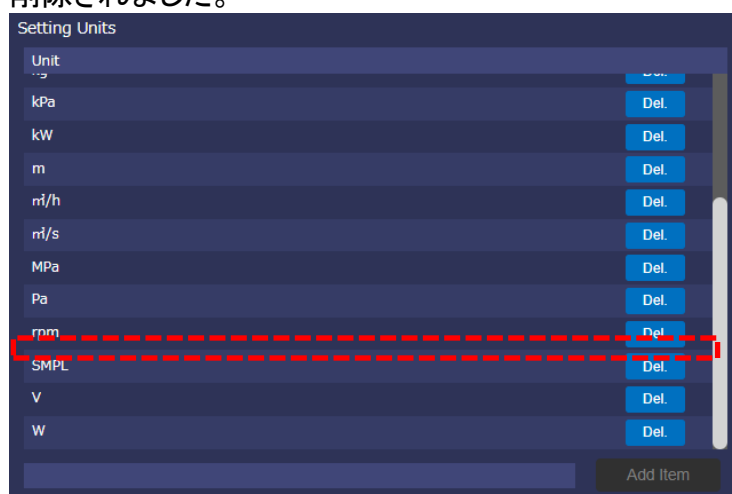 削除されました。
Setting Units
Unit
kg Del.
kPa Del.
kW Del.
m Del.
㎥/h Del.
㎥/s Del.
MPa Del.
Pa Del.
rpm Del.
SMPL Del.
V Del.
W Del.
Add Item